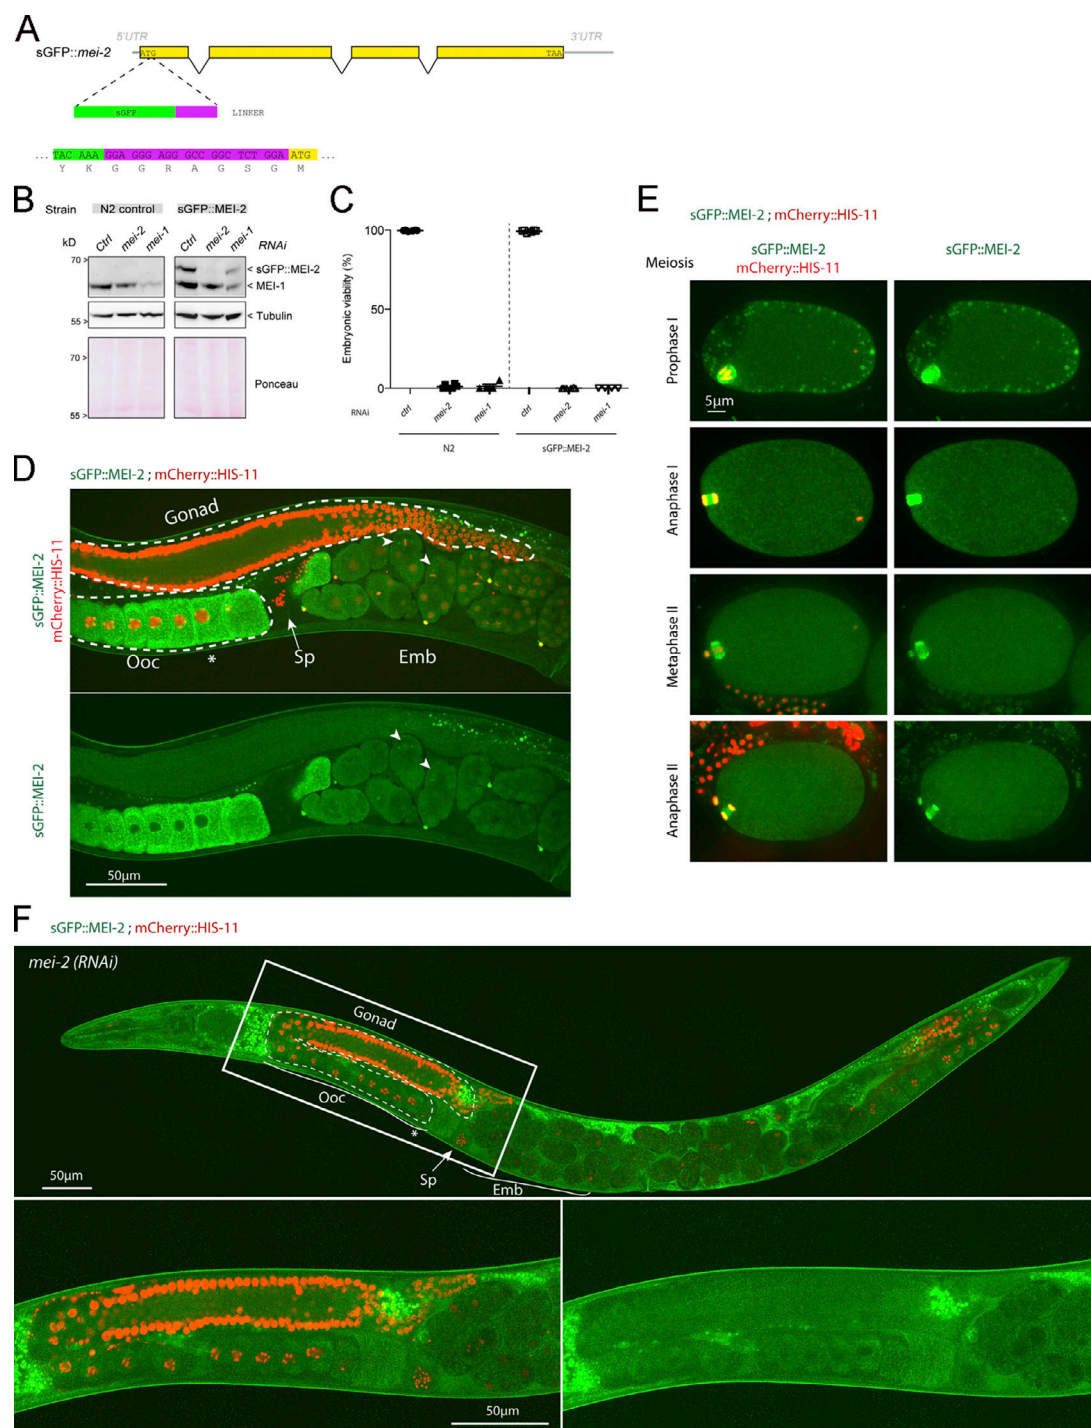 A
5'UTR
3'UTR
sGFP::mei-2
ATG
TAA
sGFP
LINKER
... TAC AAA GGA GGG AGG GCC GGC TCT GGA ATG ...
Y K G G R A G S G M
B
Strain
N2 control
sGFP::MEI-2
kD
Ctrl
mei-2
mei-1
Ctrl
mei-2
mei-1
RNAi
70 >
< sGFP::MEI-2
< MEI-1
55 >
< Tubulin
70 >
Ponceau
55 >
C
Embryonic viability (%)
100
50
0
RNAi
ctrl
mei-2
mei-1
ctrl
mei-2
mei-1
N2
sGFP::MEI-2
D
sGFP::MEI-2 ; mCherry::HIS-11
sGFP::MEI-2
mCherry::HIS-11
Gonad
Ooc
*
Sp
Emb
sGFP::MEI-2
50µm
E
sGFP::MEI-2 ; mCherry::HIS-11
Meiosis
sGFP::MEI-2
mCherry::HIS-11
sGFP::MEI-2
Prophase I
5µm
Anaphase I
Metaphase II
Anaphase II
F
sGFP::MEI-2 ; mCherry::HIS-11
mei-2 (RNAi)
Gonad
Ooc
*
Sp
Emb
50µm
50µm